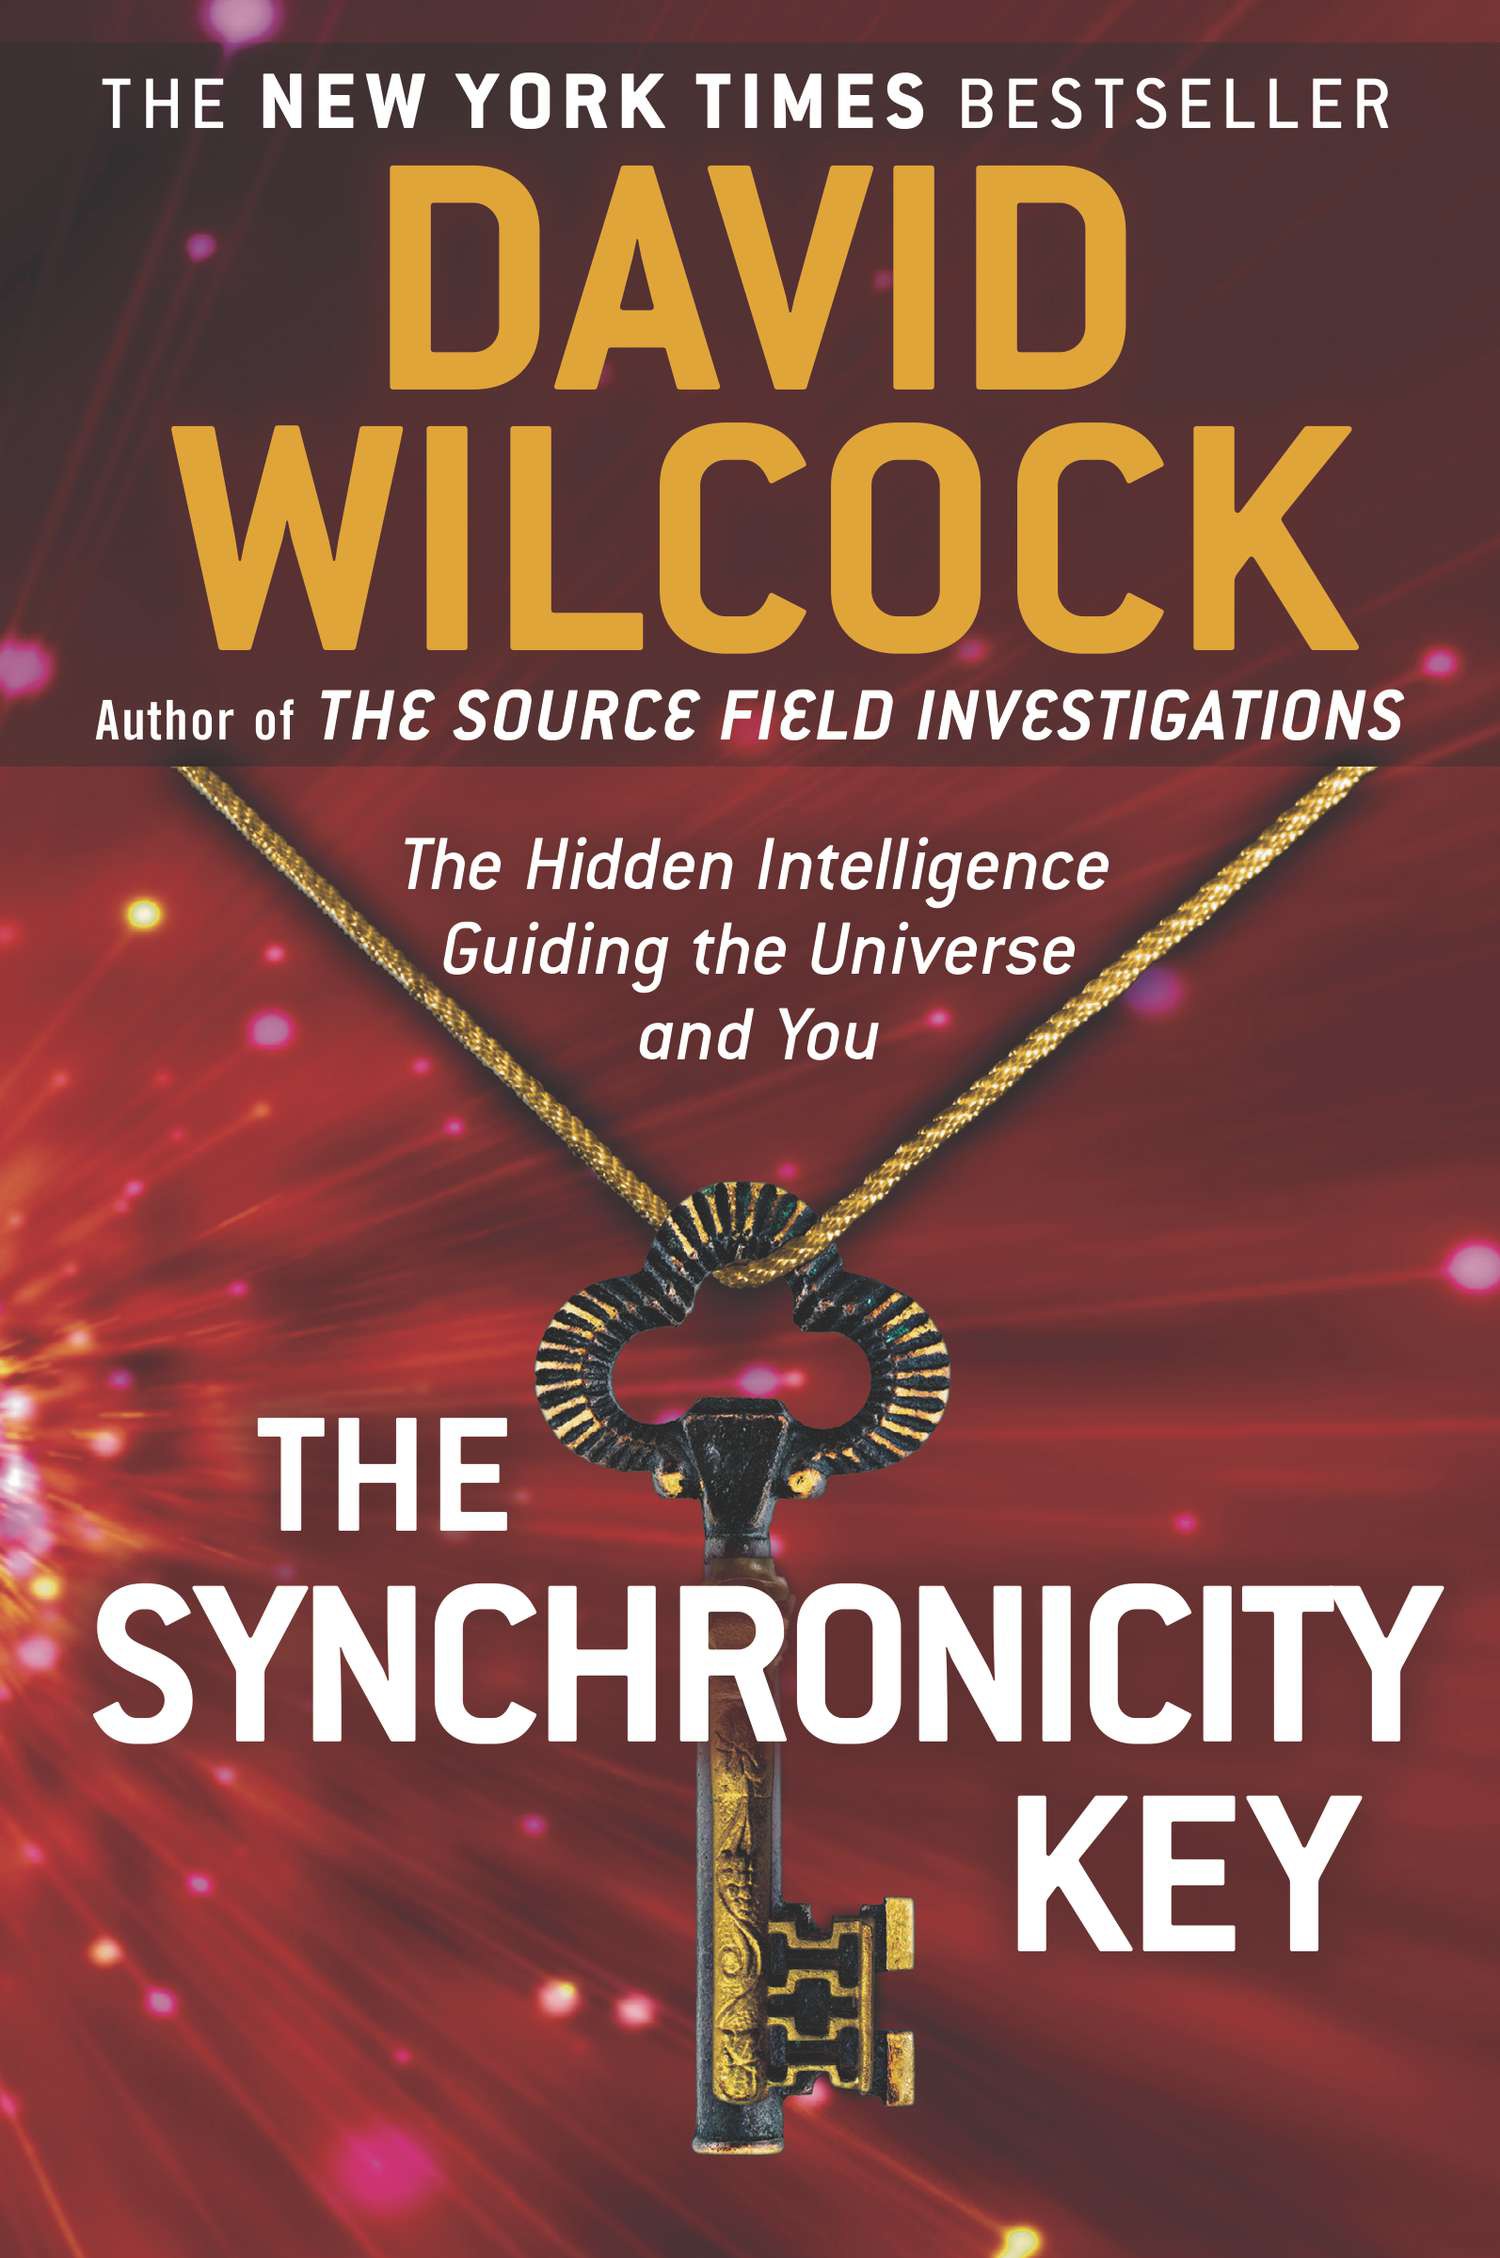 THE NEW YORK TIMES BESTSELLER
DAVID
WILCOCK
Author of THE SOURCE FIELD INVESTIGATIONS
The Hidden Intelligence
Guiding the Universe
and You
THE
SYNCHRONICITY
KEY